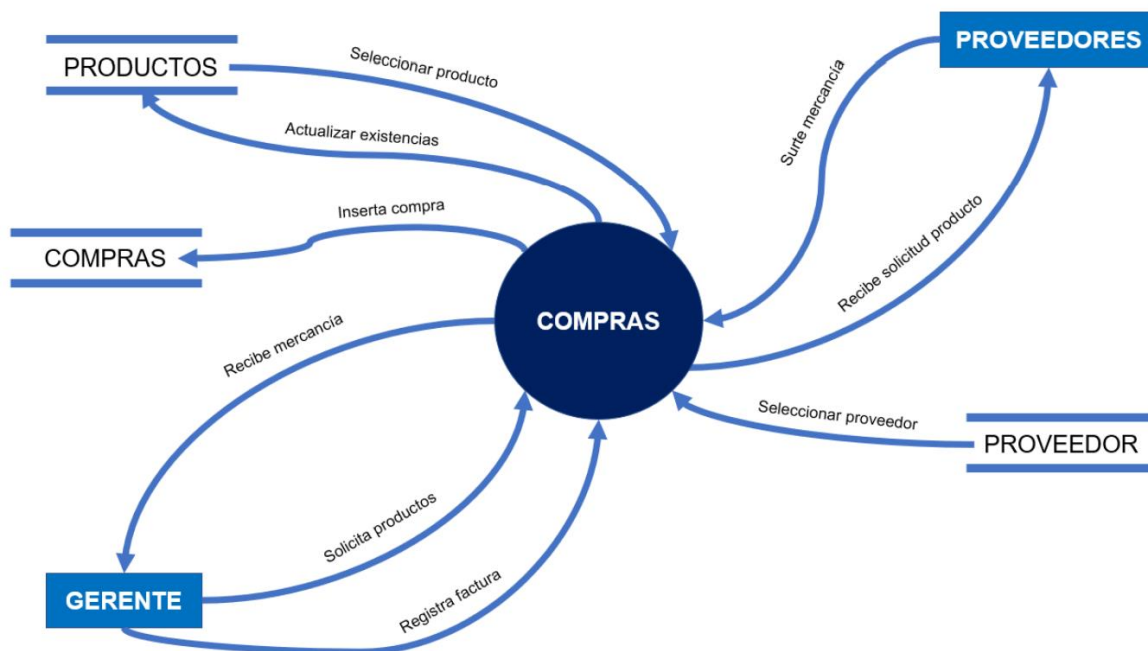 PROVEEDORES
PRODUCTOS
Seleccionar producto
Surte mercancía
Actualizar existencias
Inserta compra
Recibe solicitud producto
COMPRAS
COMPRAS
Recibe mercancía
Seleccionar proveedor
PROVEEDOR
Solicita productos
Registra factura
GERENTE